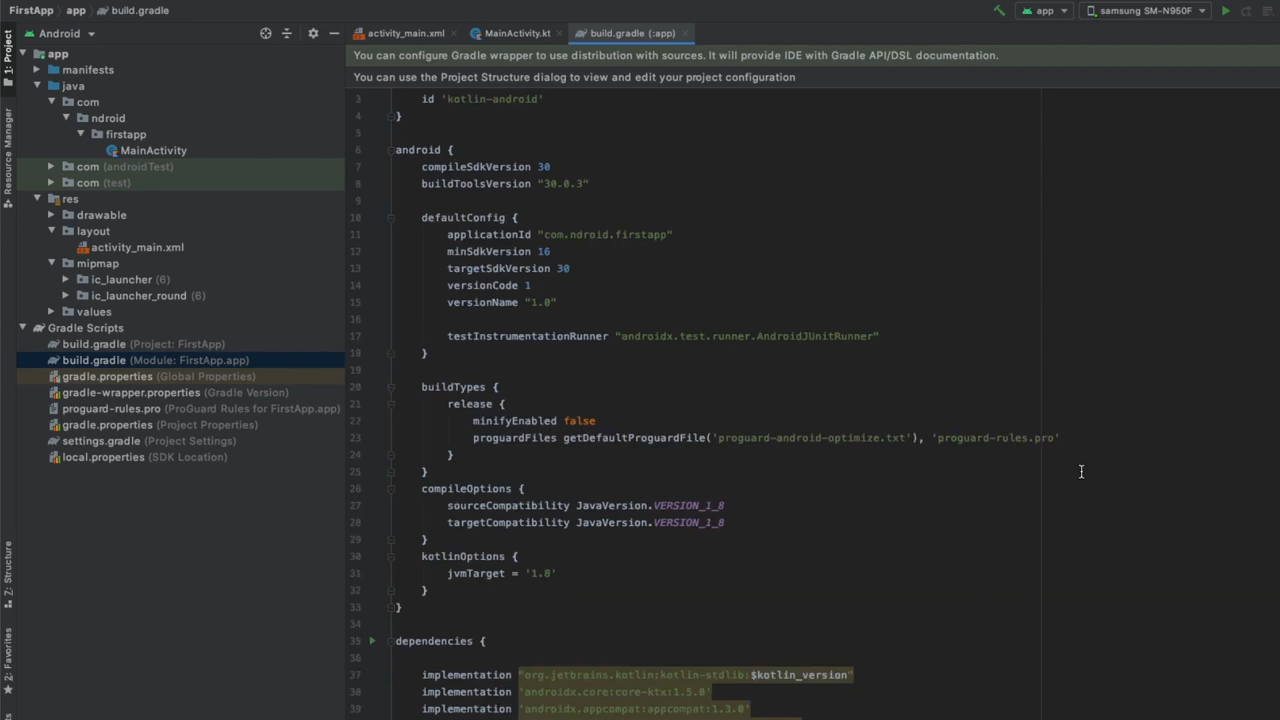 FirstApp app build.gradle
app samsung SM-N950F
Android
activity_main.xml MainActivity.kt build.gradle (:app)
You can configure Gradle wrapper to use distribution with sources. It will provide IDE with Gradle API/DSL documentation.
You can use the Project Structure dialog to view and edit your project configuration
1: Project
Resource Manager
7: Structure
2: Favorites
app
manifests
java
com
ndroid
firstapp
MainActivity
com (androidTest)
com (test)
res
drawable
layout
activity_main.xml
mipmap
ic_launcher (6)
ic_launcher_round (6)
values
Gradle Scripts
build.gradle (Project: FirstApp)
build.gradle (Module: FirstApp.app)
gradle.properties (Global Properties)
gradle-wrapper.properties (Gradle Version)
proguard-rules.pro (ProGuard Rules for FirstApp.app)
gradle.properties (Project Properties)
settings.gradle (Project Settings)
local.properties (SDK Location)
3 id 'kotlin-android'
4 }
5
6 android {
7 compileSdkVersion 30
8 buildToolsVersion "30.0.3"
9
10 defaultConfig {
11 applicationId "com.ndroid.firstapp"
12 minSdkVersion 16
13 targetSdkVersion 30
14 versionCode 1
15 versionName "1.0"
16
17 testInstrumentationRunner "androidx.test.runner.AndroidJUnitRunner"
18 }
19
20 buildTypes {
21 release {
22 minifyEnabled false
23 proguardFiles getDefaultProguardFile('proguard-android-optimize.txt'), 'proguard-rules.pro'
24 }
25 }
26 compileOptions {
27 sourceCompatibility JavaVersion.VERSION_1_8
28 targetCompatibility JavaVersion.VERSION_1_8
29 }
30 kotlinOptions {
31 jvmTarget = '1.8'
32 }
33 }
34
35 dependencies {
36
37 implementation "org.jetbrains.kotlin:kotlin-stdlib:$kotlin_version"
38 implementation 'androidx.core:core-ktx:1.5.0'
39 implementation 'androidx.appcompat:appcompat:1.3.0'